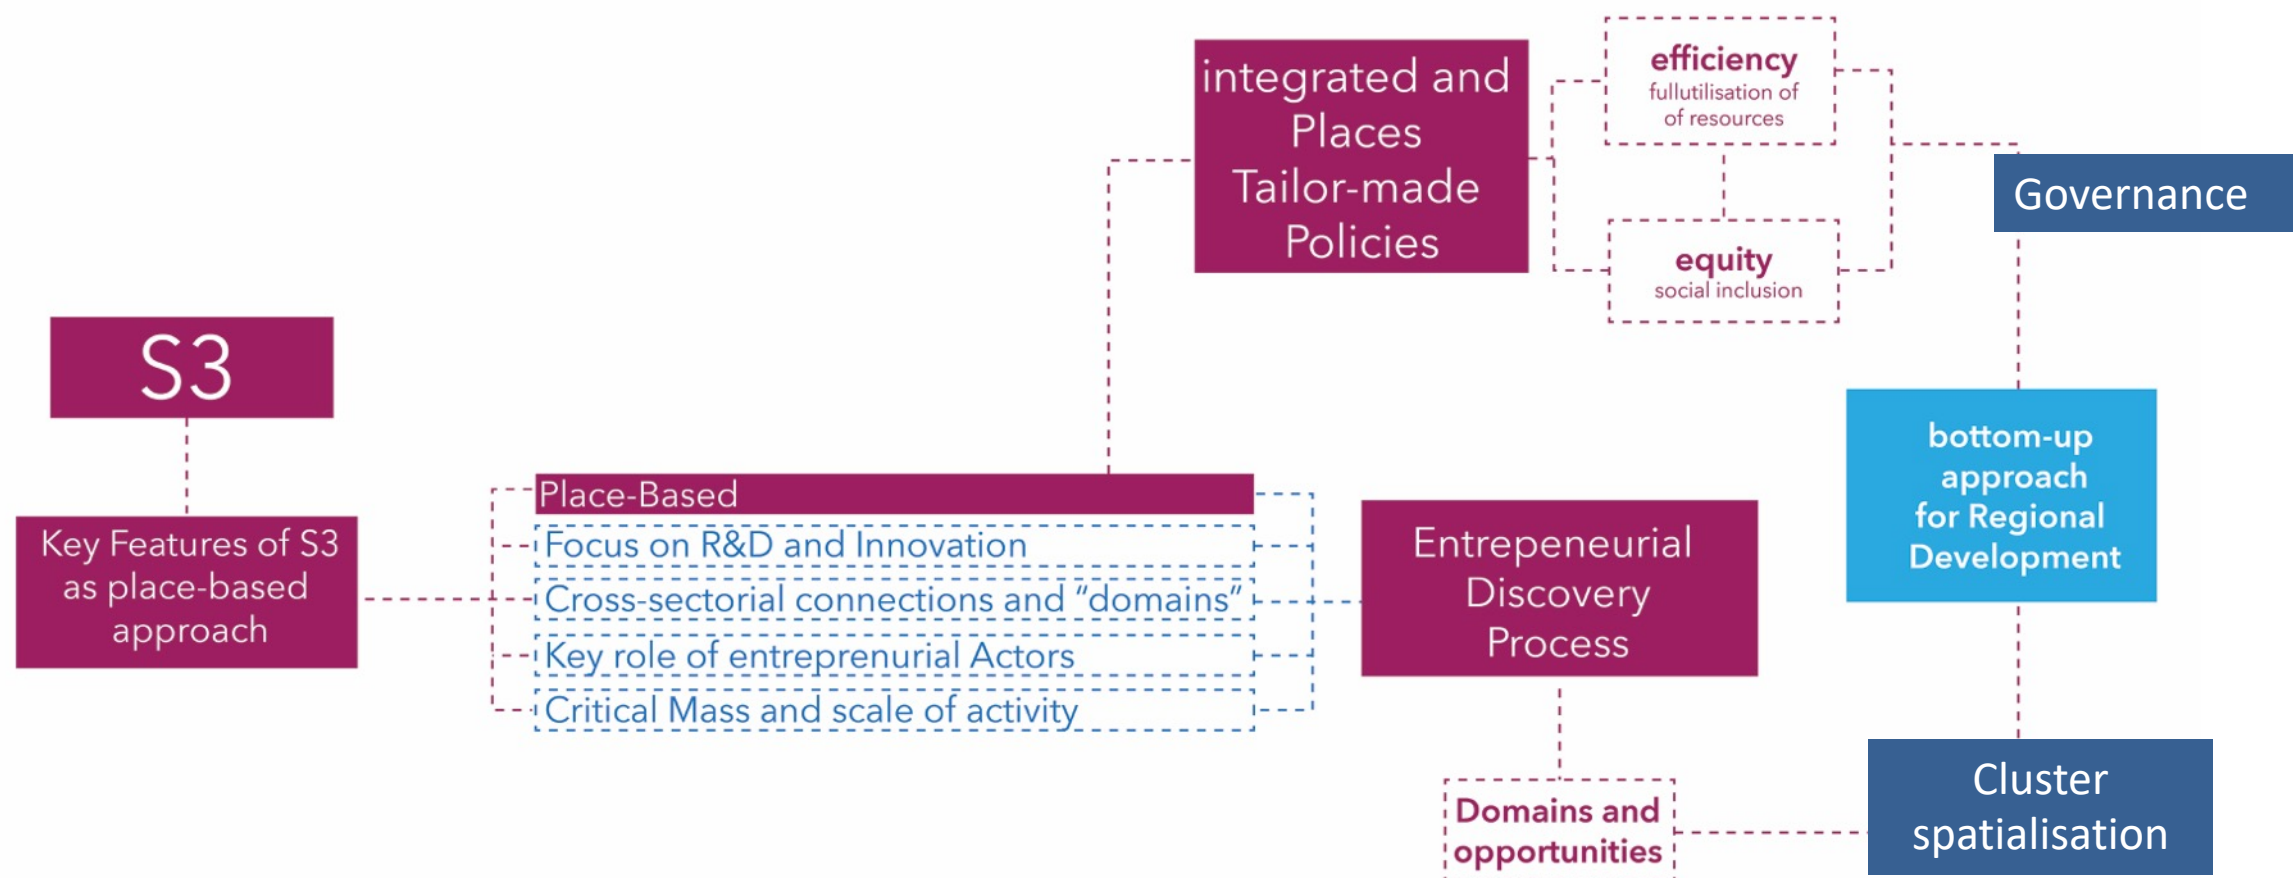 S3
Key Features of S3
as place-based
approach
Place-Based
Focus on R&D and Innovation
Cross-sectorial connections and “domains”
Key role of entreprenurial Actors
Critical Mass and scale of activity
integrated and
Places
Tailor-made
Policies
efficiency
fullutilisation of
of resources
equity
social inclusion
Governance
bottom-up
approach
for Regional
Development
Entrepeneurial
Discovery
Process
Domains and
opportunities
Cluster
spatialisation